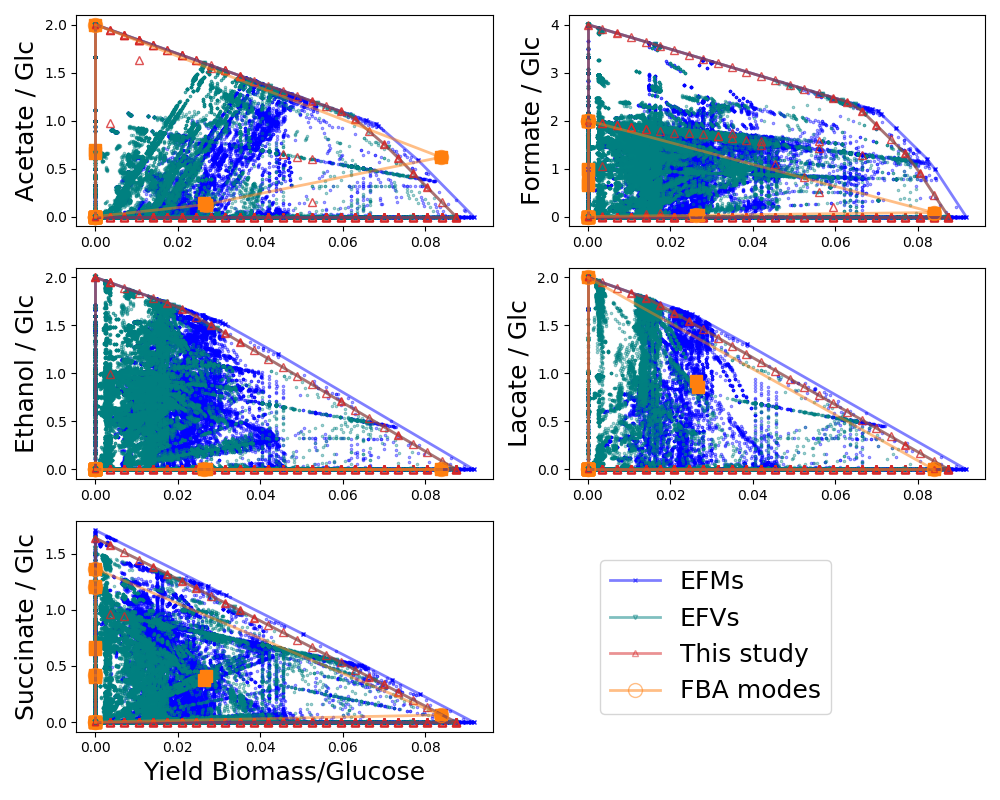 Acetate / Glc
2.0
1.5
1.0
0.5
0.0
0.00 0.02 0.04 0.06 0.08
Formate / Glc
4
3
2
1
0
0.00 0.02 0.04 0.06 0.08
Ethanol / Glc
2.0
1.5
1.0
0.5
0.0
0.00 0.02 0.04 0.06 0.08
Lacate / Glc
2.0
1.5
1.0
0.5
0.0
0.00 0.02 0.04 0.06 0.08
Succinate / Glc
1.5
1.0
0.5
0.0
0.00 0.02 0.04 0.06 0.08
Yield Biomass/Glucose
EFMs
EFVs
This study
FBA modes